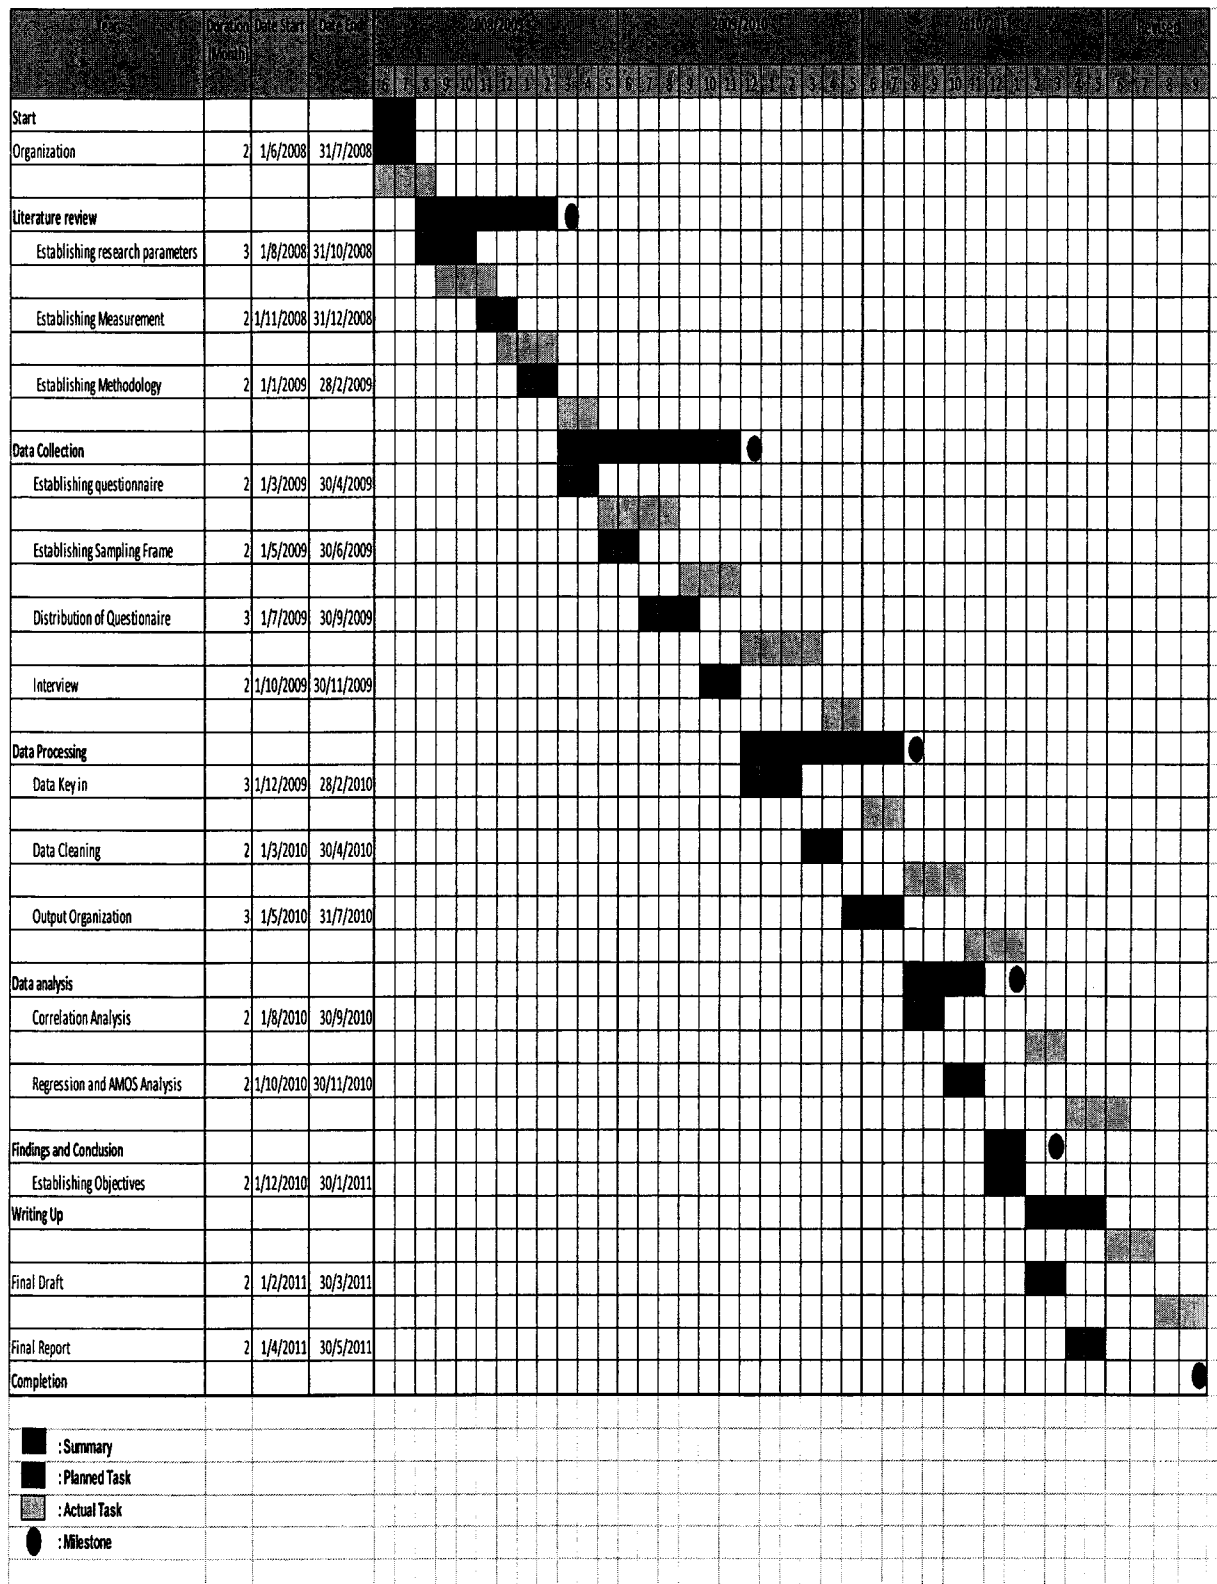 Task Duration Date Start Date End 2008/2009 2009/2010 2010/2011 Revised
(Month)
6 7 8 9 10 11 12 1 2 3 4 5 6 7 8 9 10 11 12 1 2 3 4 5 6 7 8 9 10 11 12 1 2 3 4 5 6 7 8 9
Start
Organization 2 1/6/2008 31/7/2008
Literature review
Establishing research parameters 3 1/8/2008 31/10/2008
Establishing Measurement 2 1/11/2008 31/12/2008
Establishing Methodology 2 1/1/2009 28/2/2009
Data Collection
Establishing questionnaire 2 1/3/2009 30/4/2009
Establishing Sampling Frame 2 1/5/2009 30/6/2009
Distribution of Questionaire 3 1/7/2009 30/9/2009
Interview 2 1/10/2009 30/11/2009
Data Processing
Data Key in 3 1/12/2009 28/2/2010
Data Cleaning 2 1/3/2010 30/4/2010
Output Organization 3 1/5/2010 31/7/2010
Data analysis
Correlation Analysis 2 1/8/2010 30/9/2010
Regression and AMOS Analysis 2 1/10/2010 30/11/2010
Findings and Conclusion
Establishing Objectives 2 1/12/2010 30/1/2011
Writing Up
Final Draft 2 1/2/2011 30/3/2011
Final Report 2 1/4/2011 30/5/2011
Completion
: Summary
: Planned Task
: Actual Task
: Milestone